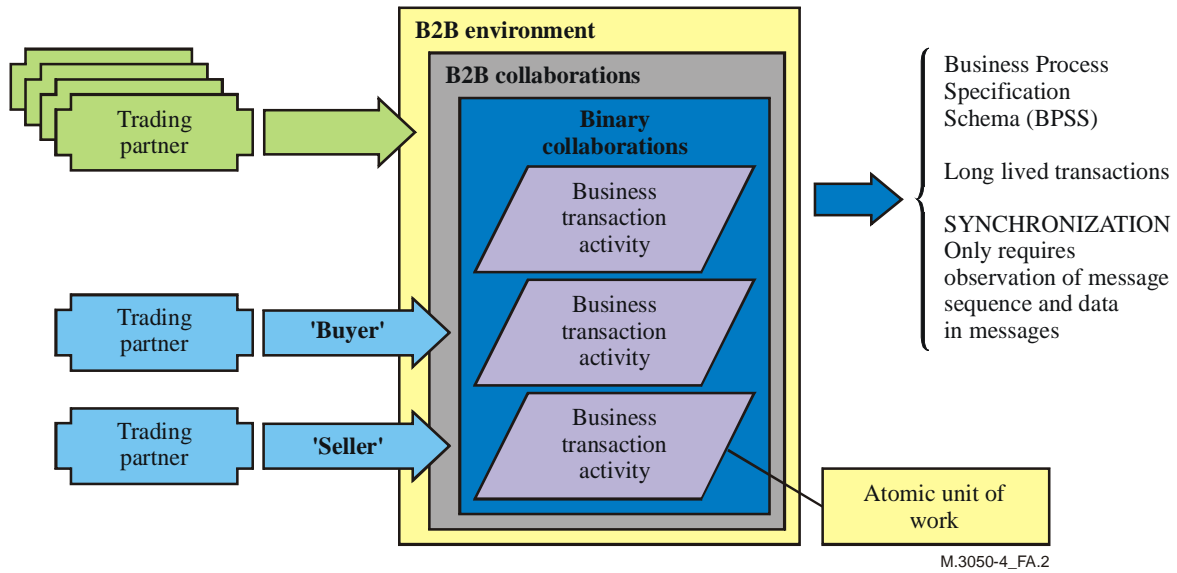 B2B environment
B2B collaborations
Binary
collaborations
Trading
partner
Business
transaction
activity
Business
Process
Specification
Schema (BPSS)
Long lived transactions
SYNCHRONIZATION
Only requires
observation of message
sequence and data
in messages
Trading
partner
'Buyer'
Business
transaction
activity
Trading
partner
'Seller'
Business
transaction
activity
Atomic unit of
work
M.3050-4_FA.2